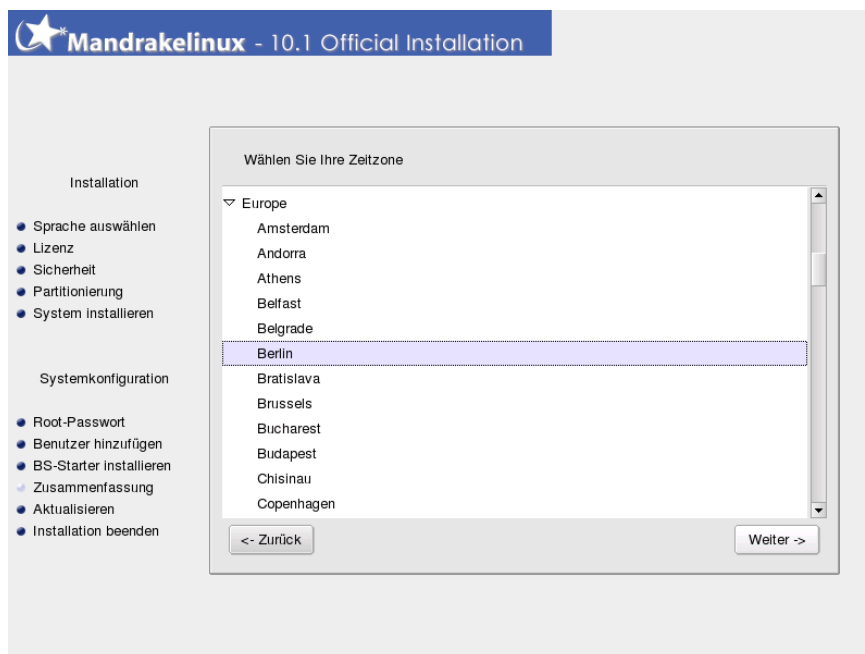 Mandrakelinux - 10.1 Official Installation
Installation
Sprache auswählen
Lizenz
Sicherheit
Partitionierung
System installieren
Systemkonfiguration
Root-Passwort
Benutzer hinzufügen
BS-Starter installieren
Zusammenfassung
Aktualisieren
Installation beenden
Wählen Sie Ihre Zeitzone
Europe
Amsterdam
Andorra
Athens
Belfast
Belgrade
Berlin
Bratislava
Brussels
Bucharest
Budapest
Chisinau
Copenhagen
<- Zurück
Weiter ->